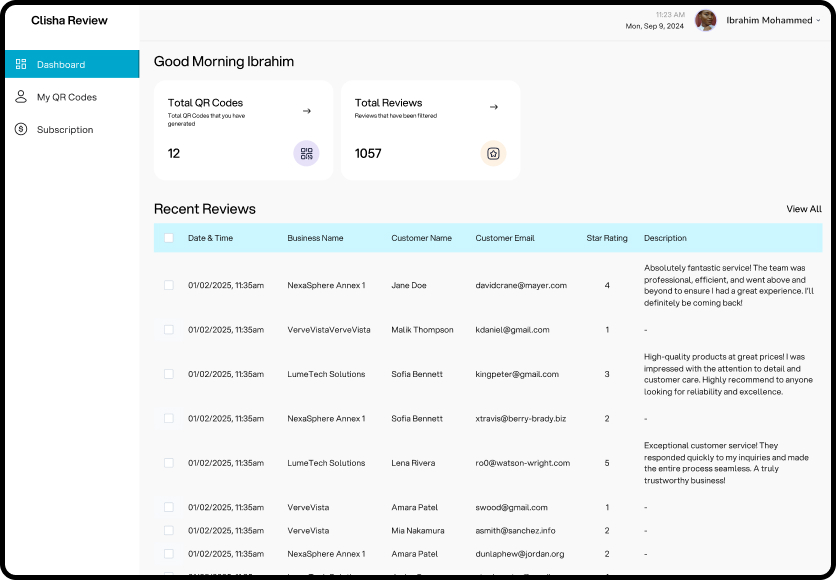 Clisha Review
11:23 AM
Mon, Sep 9, 2024
Ibrahim Mohammed
Dashboard
My QR Codes
Subscription
Good Morning Ibrahim
Total QR Codes
Total QR Codes that you have
generated
12
Total Reviews
Reviews that have been filtered
1057
Recent Reviews
View All
Date & Time Business Name Customer Name Customer Email Star Rating Description
01/02/2025, 11:35am NexaSphere Annex 1 Jane Doe davidcrane@mayer.com 4
Absolutely fantastic service! The team was
professional, efficient, and went above and
beyond to ensure I had a great experience. I'll
definitely be coming back!
01/02/2025, 11:35am VerveVistaVerveVista Malik Thompson kdaniel@gmail.com 1 -
01/02/2025, 11:35am LumeTech Solutions Sofia Bennett kingpeter@gmail.com 3
High-quality products at great prices! I was
impressed with the attention to detail and
customer care. Highly recommend to anyone
looking for reliability and excellence.
01/02/2025, 11:35am NexaSphere Annex 1 Sofia Bennett xtravis@berry-brady.biz 2 -
01/02/2025, 11:35am LumeTech Solutions Lena Rivera ro0@watson-wright.com 5
Exceptional customer service! They
responded quickly to my inquiries and made
the entire process seamless. A truly
trustworthy business!
01/02/2025, 11:35am VerveVista Amara Patel swood@gmail.com 1 -
01/02/2025, 11:35am VerveVista Mia Nakamura asmith@sanchez.info 2 -
01/02/2025, 11:35am NexaSphere Annex 1 Amara Patel dunlaphew@jordan.org 2 -